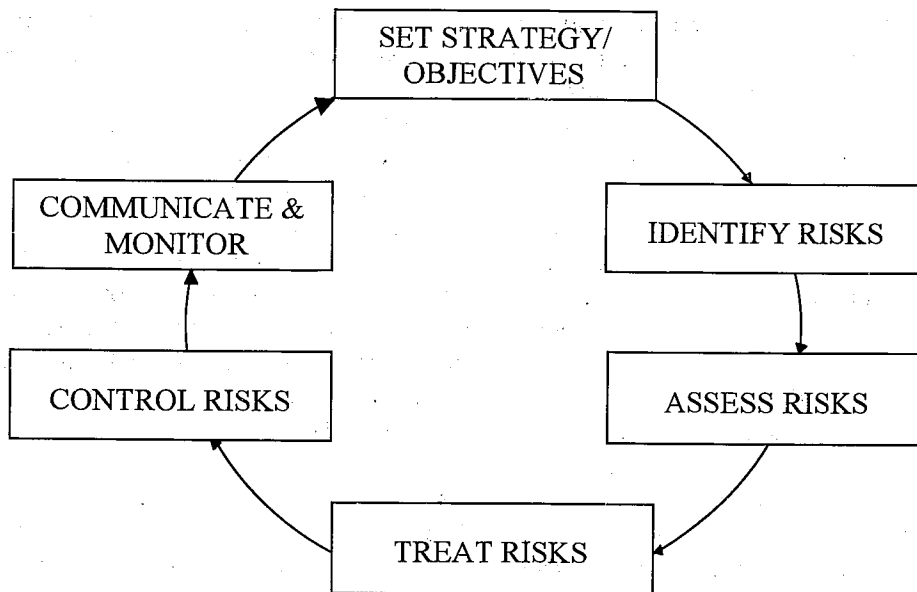 SET STRATEGY/
OBJECTIVES
IDENTIFY RISKS
ASSESS RISKS
TREAT RISKS
CONTROL RISKS
COMMUNICATE &
MONITOR